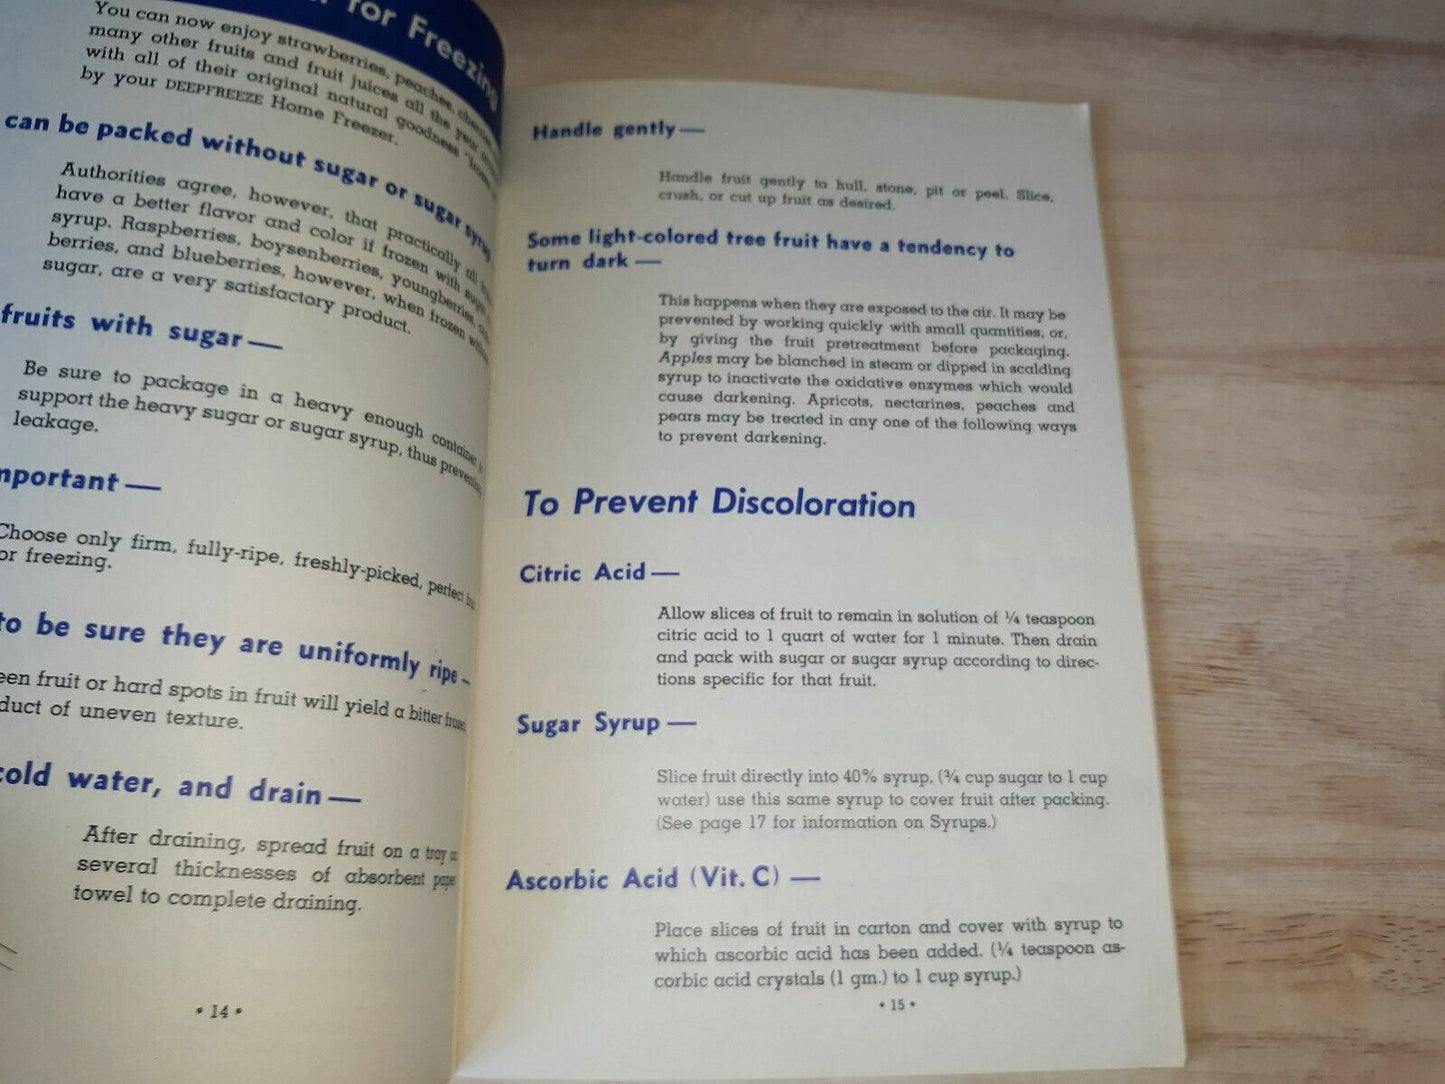 for Freezing
You can now enjoy strawberries, peaches, cherries
many other fruits and fruit juices all the year
with all of their original natural goodness
by your DEEPFREEZE Home Freezer.
can be packed without sugar or sugar syrup
Authorities agree, however, that practically all
have a better flavor and color if frozen with sugar
syrup. Raspberries, boysenberries, youngberries,
berries, and blueberries, however, when frozen without
sugar, are a very satisfactory product.
fruits with sugar—
Be sure to package in a heavy enough container
support the heavy sugar or sugar syrup, thus preventing
leakage.
mportant—
Choose only firm, fully-ripe, freshly-picked, perfect
or freezing.
to be sure they are uniformly ripe—
een fruit or hard spots in fruit will yield a bitter
duct of uneven texture.
cold water, and drain—
After draining, spread fruit on a tray
several thicknesses of absorbent paper
towel to complete draining.
• 14 •
Handle gently—
Handle fruit gently to hull, stone, pit or peel. Slice,
crush, or cut up fruit as desired.
Some light-colored tree fruit have a tendency to
turn dark—
This happens when they are exposed to the air. It may be
prevented by working quickly with small quantities, or,
by giving the fruit pretreatment before packaging.
Apples may be blanched in steam or dipped in scalding
syrup to inactivate the oxidative enzymes which would
cause darkening. Apricots, nectarines, peaches and
pears may be treated in any one of the following ways
to prevent darkening.
To Prevent Discoloration
Citric Acid—
Allow slices of fruit to remain in solution of ¼ teaspoon
citric acid to 1 quart of water for 1 minute. Then drain
and pack with sugar or sugar syrup according to direc-
tions specific for that fruit.
Sugar Syrup—
Slice fruit directly into 40% syrup, (¾ cup sugar to 1 cup
water) use this same syrup to cover fruit after packing.
(See page 17 for information on Syrups.)
Ascorbic Acid (Vit. C) —
Place slices of fruit in carton and cover with syrup to
which ascorbic acid has been added. (¼ teaspoon as-
corbic acid crystals (1 gm.) to 1 cup syrup.)
• 15 •